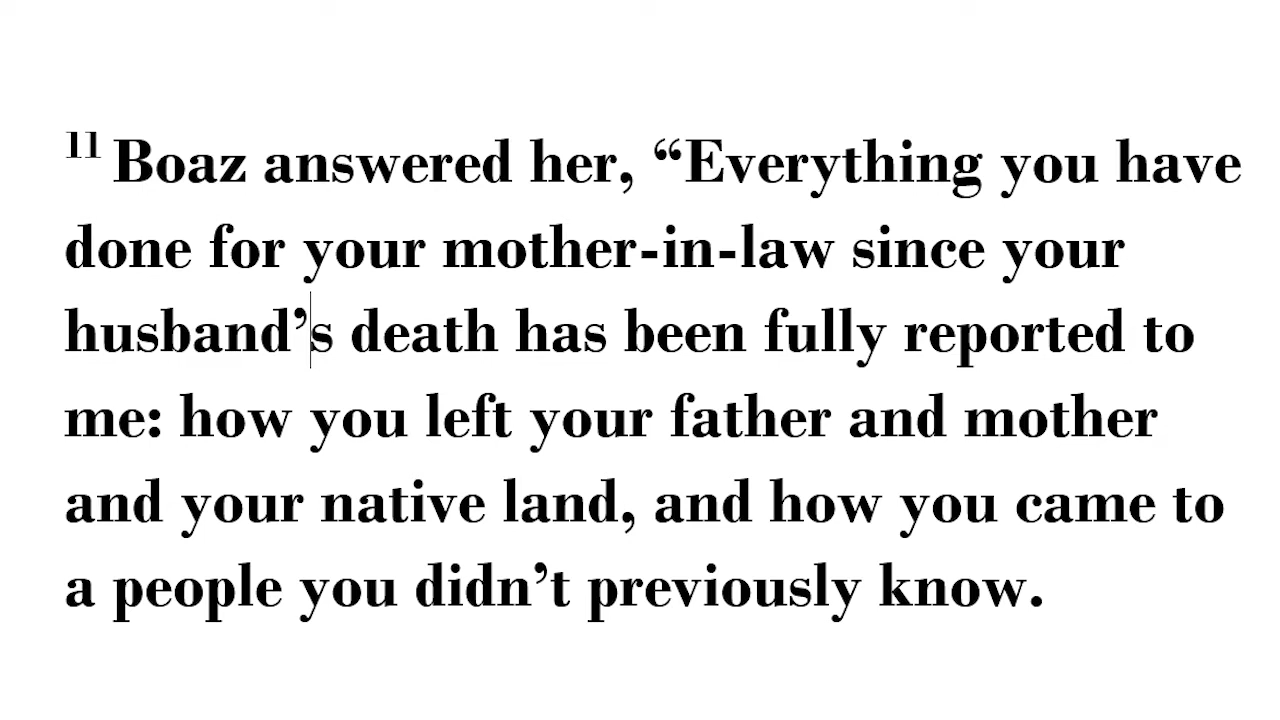 11 Boaz answered her, “Everything you have
done for your mother-in-law since your
husband’s death has been fully reported to
me: how you left your father and mother
and your native land, and how you came to
a people you didn’t previously know.